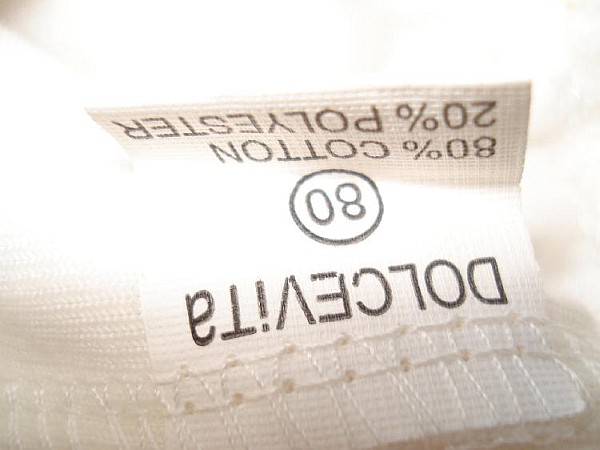 DOLCEViTa
80
80% COTTON
20% POLYESTER